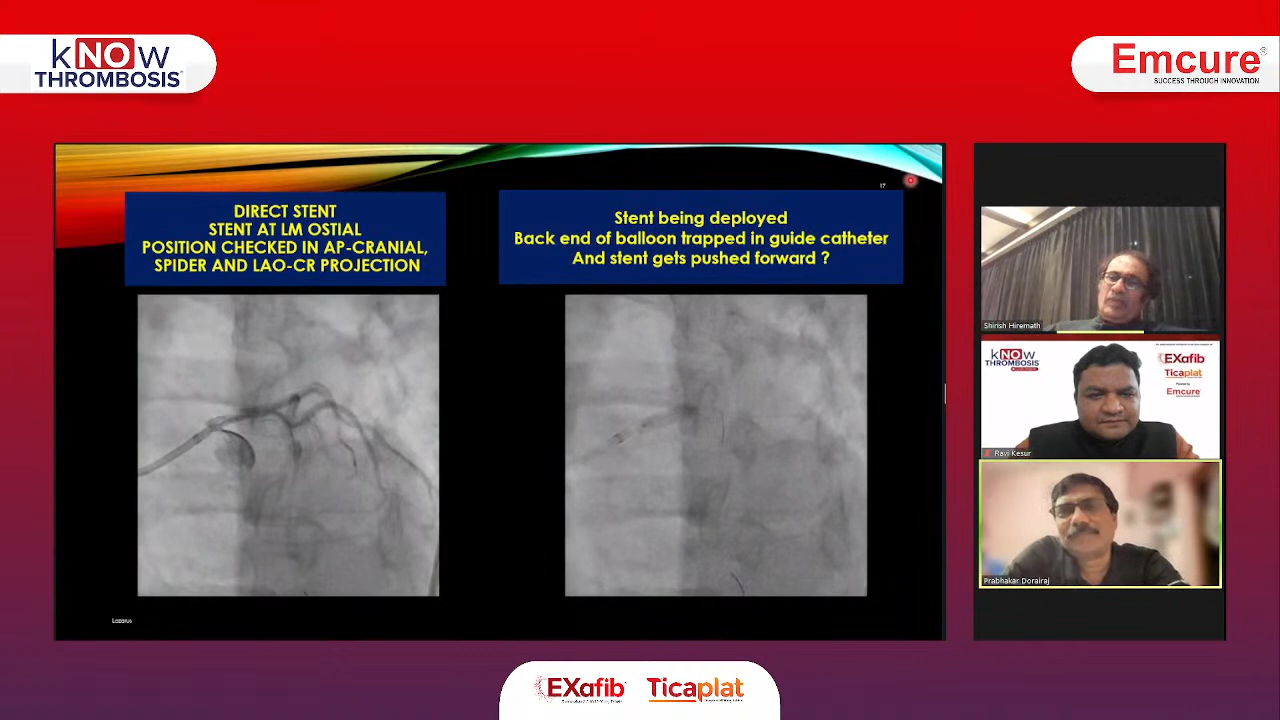 kNOw
THROMBOSIS
Emcure®
SUCCESS THROUGH INNOVATION
17
DIRECT STENT
STENT AT LM OSTIAL
POSITION CHECKED IN AP-CRANIAL,
SPIDER AND LAO-CR PROJECTION
Stent being deployed
Back end of balloon trapped in guide catheter
And stent gets pushed forward ?
Lazarus
Shirish Hiremath
kNOw
THROMBOSIS
EXafib
Ticaplat
Emcure
Ravi Kesur
Prabhakar Dorairaj
EXafib
Ticaplat